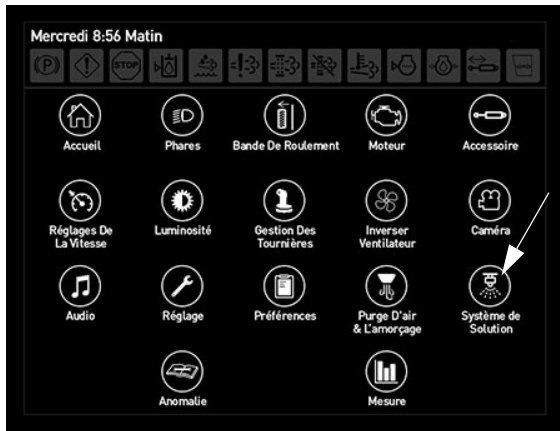 Mercredi 8:56 Matin
(P) STOP
Accueil Phares Bande De Roulement Moteur Accessoire
Réglages De La Vitesse
Luminosité
Gestion Des Tournières
Inverser Ventilateur
Caméra
Audio Réglage Préférences
Purge D'air & L'amorçage
Système de Solution
Anomalie Mesure